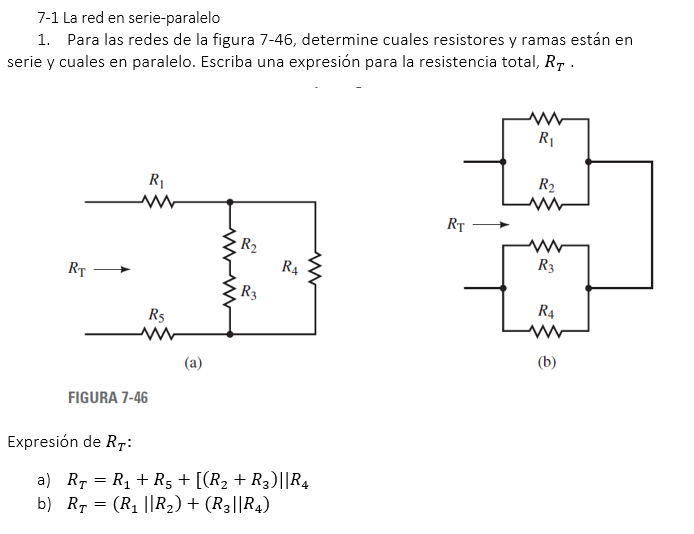 7-1 La red en serie-paralelo
1. Para las redes de la figura 7-46, determine cuales resistores y ramas están en
serie y cuales en paralelo. Escriba una expresión para la resistencia total, R_T .
R₁
R₂
R₃
R₄
R_T
R₅
(a)
R₁
R₂
R_T
R₃
R₄
(b)
FIGURA 7-46
Expresión de R_T:
a) R_T = R₁ + R₅ + [(R₂ + R₃)||R₄
b) R_T = (R₁ ||R₂) + (R₃||R₄)